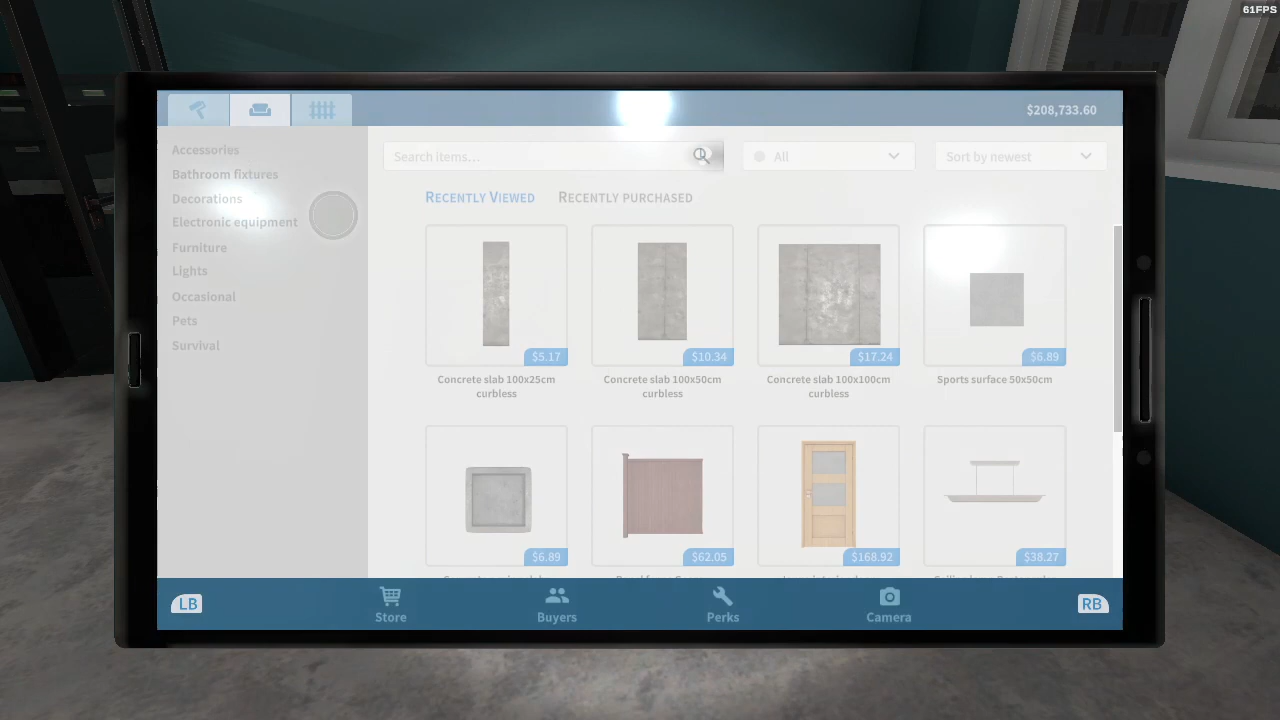 61FPS
$208,733.60
Accessories
Bathroom fixtures
Decorations
Electronic equipment
Furniture
Lights
Occasional
Pets
Survival
Search items...
All
Sort by newest
Recently Viewed
Recently purchased
$5.17
$10.34
$17.24
$6.89
Concrete slab 100x25cm
curbless
Concrete slab 100x50cm
curbless
Concrete slab 100x100cm
curbless
Sports surface 50x50cm
$6.89
$62.05
$168.92
$38.27
LB
Store
Buyers
Perks
Camera
RB